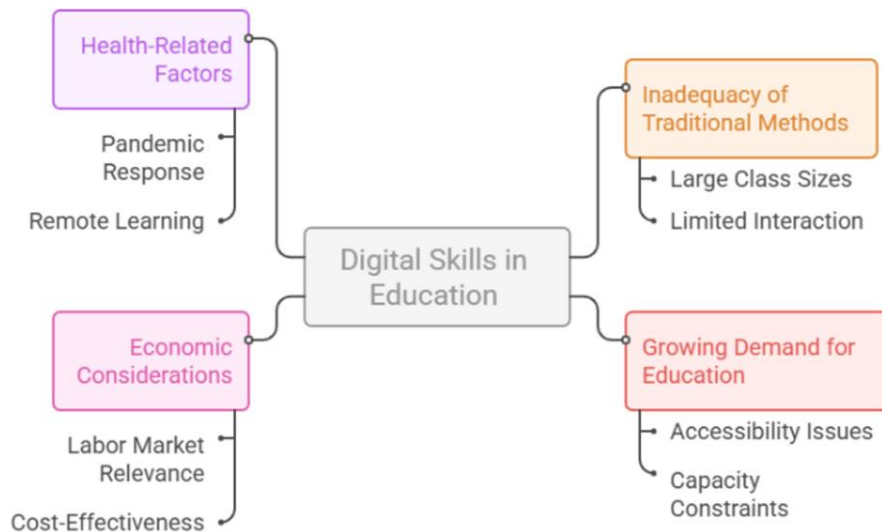 Health-Related
Factors
Pandemic
Response
Remote Learning
Economic
Considerations
Labor Market
Relevance
Cost-Effectiveness
Digital Skills in
Education
Inadequacy of
Traditional Methods
Large Class Sizes
Limited Interaction
Growing Demand for
Education
Accessibility Issues
Capacity
Constraints